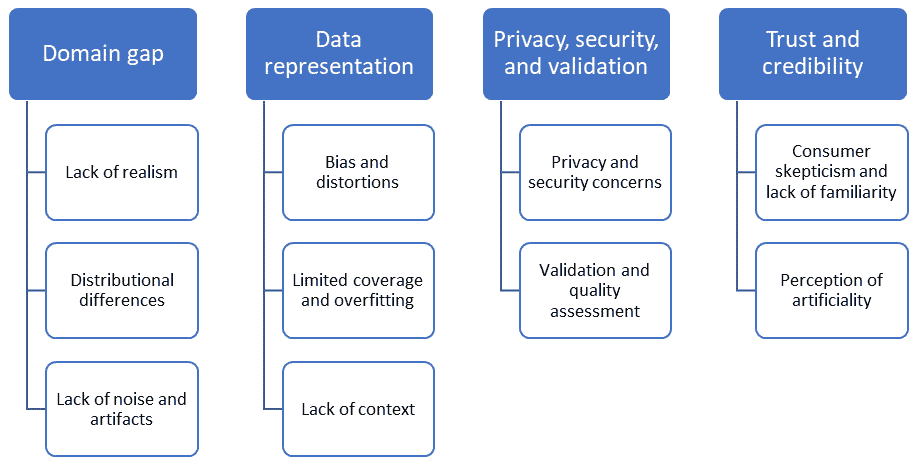 Domain gap
Lack of realism
Distributional
differences
Lack of noise and
artifacts
Data
representation
Bias and
distortions
Limited coverage
and overfitting
Lack of context
Privacy, security,
and validation
Privacy and
security concerns
Validation and
quality
assessment
Trust and
credibility
Consumer
skepticism and
lack of familiarity
Perception of
artificiality